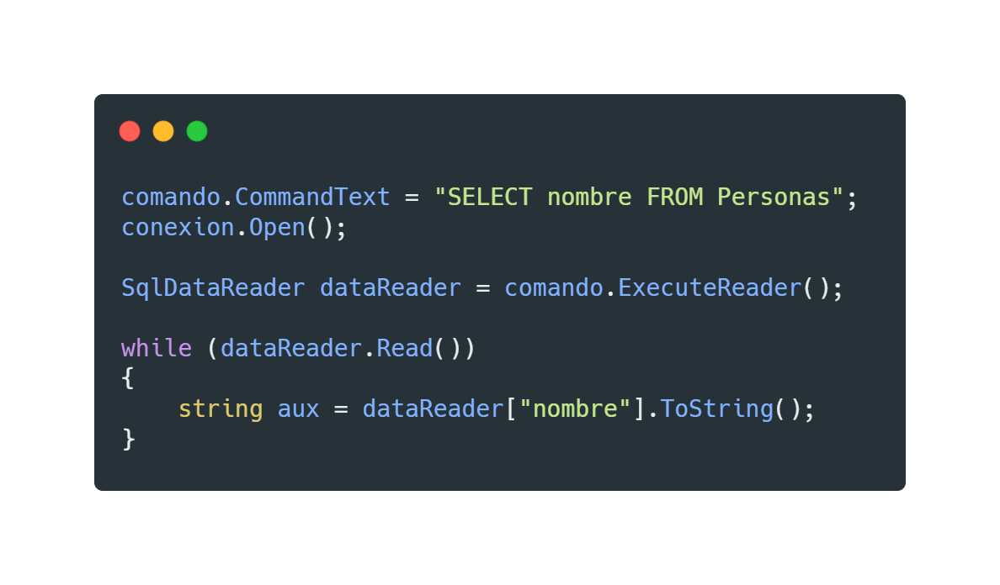 comando.CommandText = "SELECT nombre FROM Personas";
conexion.Open();
SqlDataReader dataReader = comando.ExecuteReader();
while (dataReader.Read())
{
    string aux = dataReader["nombre"].ToString();
}